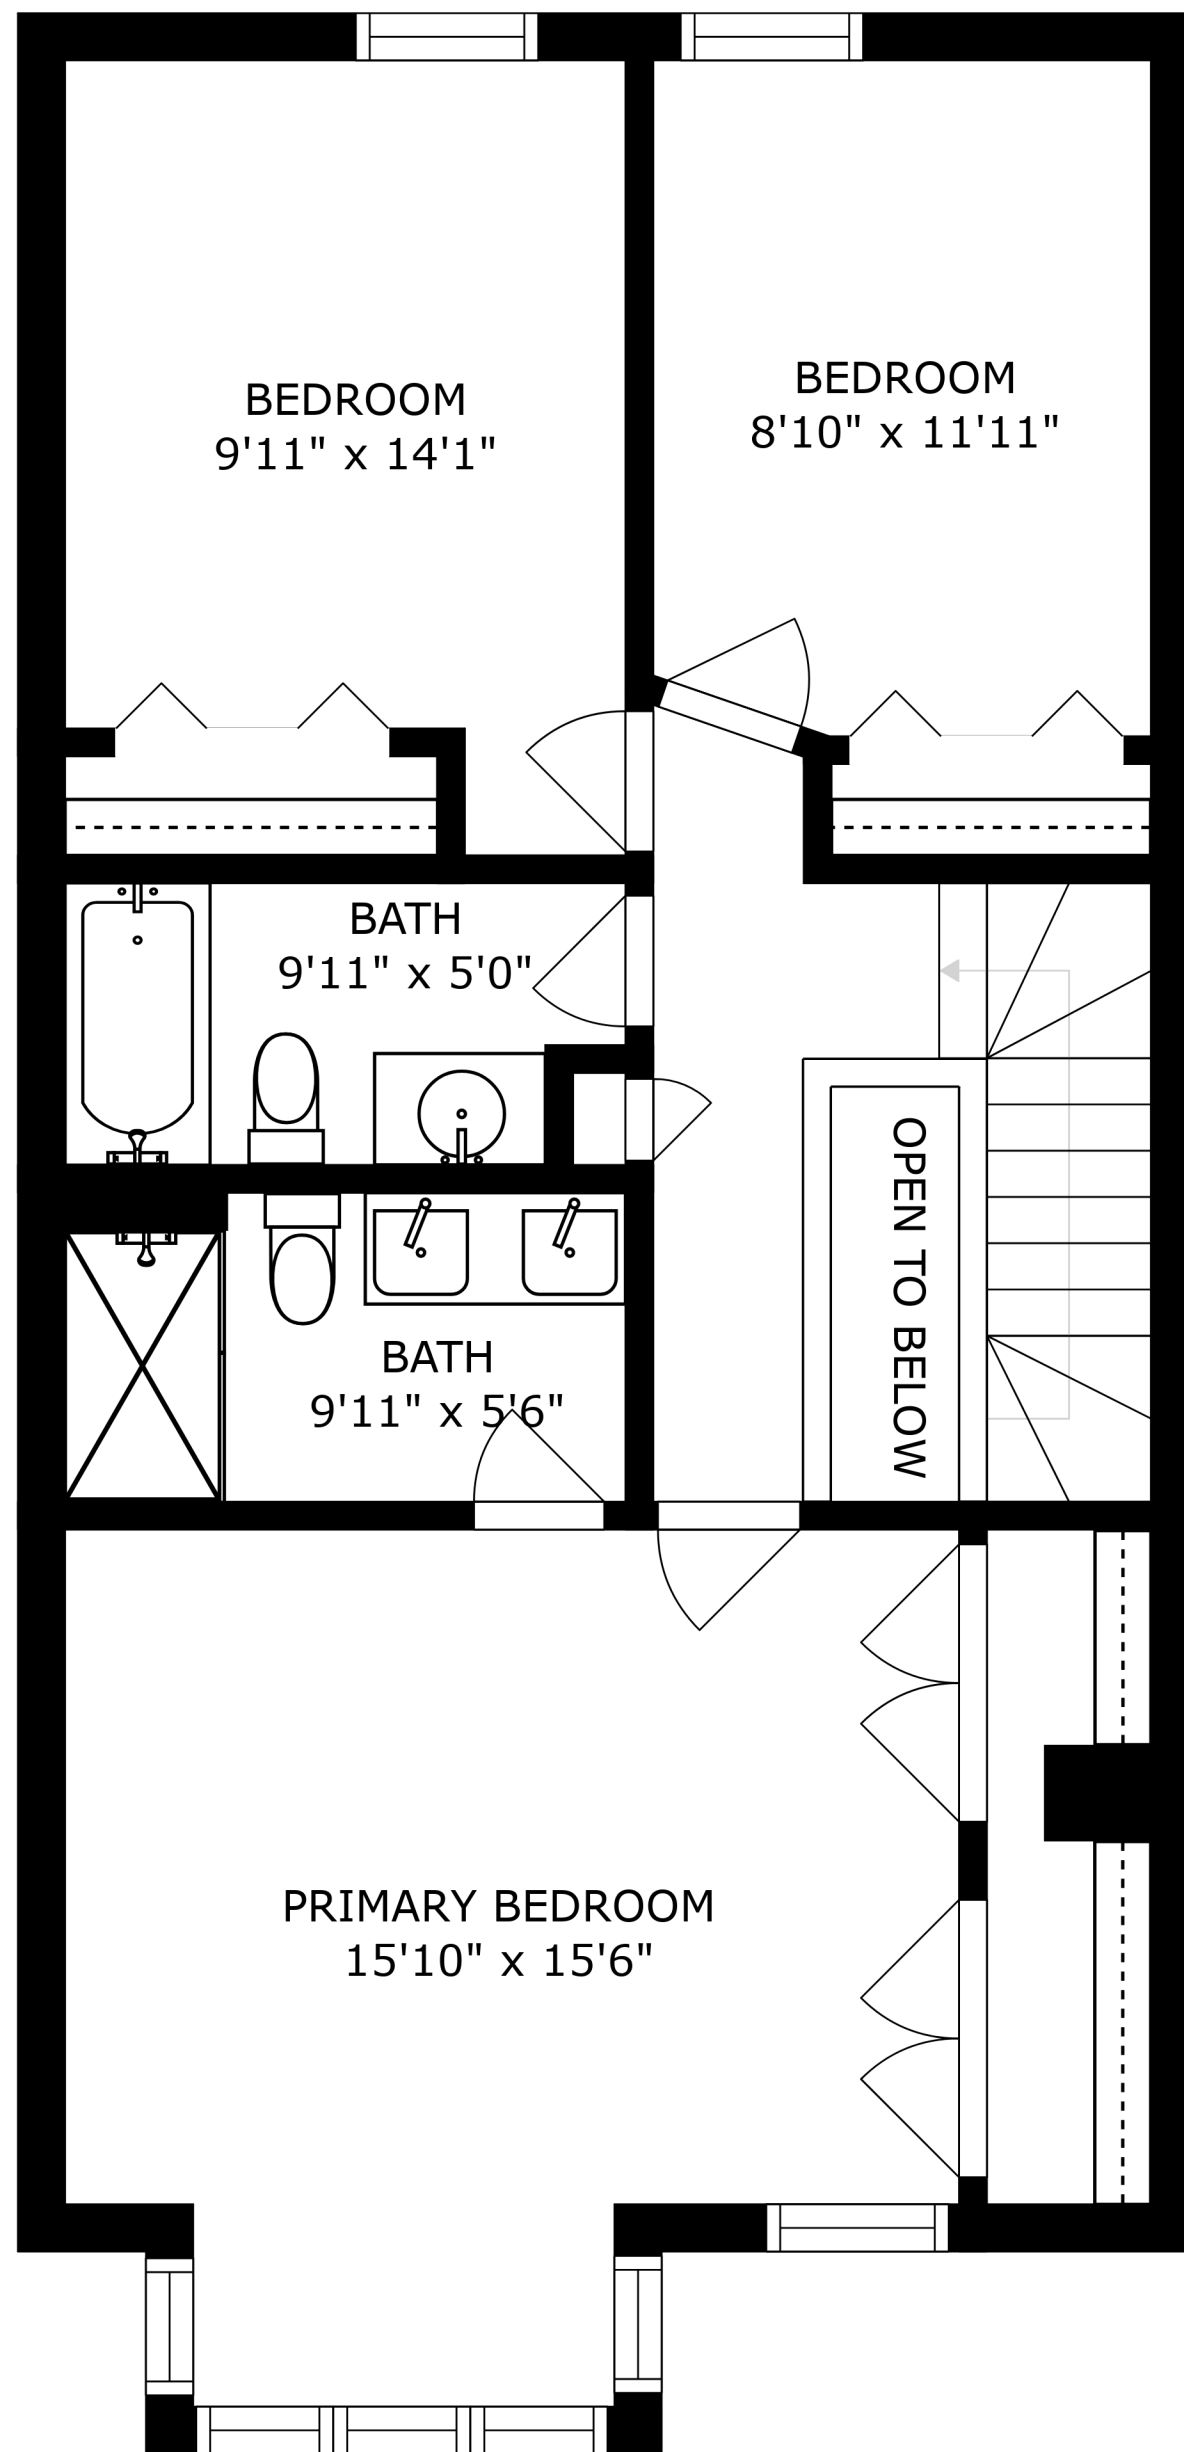 BEDROOM
9'11" x 14'1"
BEDROOM
8'10" x 11'11"
BATH
9'11" x 5'0"
OPEN TO BELOW
BATH
9'11" x 5'6"
PRIMARY BEDROOM
15'10" x 15'6"